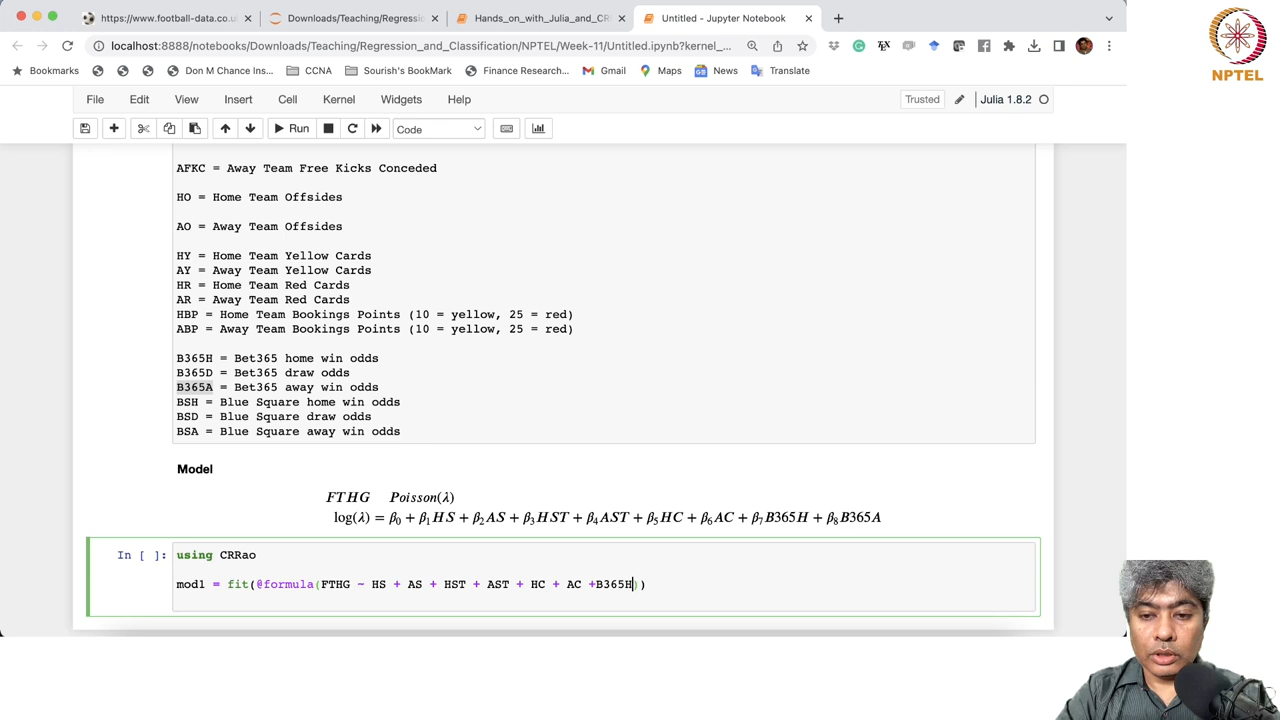 https://www.football-data.co.u
Downloads/Teaching/Regressi
Hands_on_with_Julia_and_CR
Untitled - Jupyter Notebook
localhost:8888/notebooks/Downloads/Teaching/Regression_and_Classification/NPTEL/Week-11/Untitled.ipynb?kernel_...
Bookmarks
Don M Chance Ins...
CCNA
Sourish's BookMark
Finance Research...
Gmail
Maps
News
Translate
NPTEL
File Edit View Insert Cell Kernel Widgets Help
Trusted
Julia 1.8.2
Run
Code
AFKC = Away Team Free Kicks Conceded
HO = Home Team Offsides
AO = Away Team Offsides
HY = Home Team Yellow Cards
AY = Away Team Yellow Cards
HR = Home Team Red Cards
AR = Away Team Red Cards
HBP = Home Team Bookings Points (10 = yellow, 25 = red)
ABP = Away Team Bookings Points (10 = yellow, 25 = red)
B365H = Bet365 home win odds
B365D = Bet365 draw odds
B365A = Bet365 away win odds
BSH = Blue Square home win odds
BSD = Blue Square draw odds
BSA = Blue Square away win odds
Model
FTHG Poisson(λ)
log(λ) = β0 + β1HS + β2AS + β3HST + β4AST + β5HC + β6AC + β7B365H + β8B365A
In [ ]:
using CRRao
mod1 = fit(@formula(FTHG ~ HS + AS + HST + AST + HC + AC +B365H))